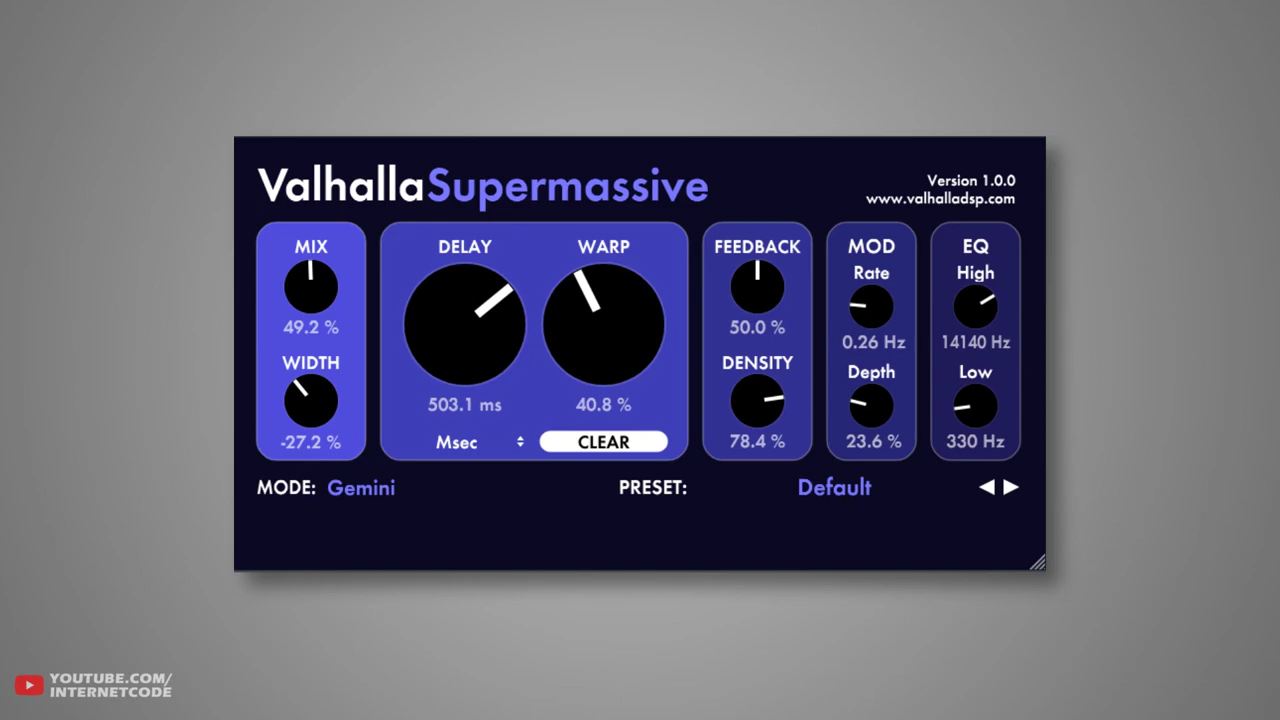 ValhallaSupermassive
Version 1.0.0
www.valhalladsp.com
MIX
49.2 %
WIDTH
-27.2 %
DELAY
503.1 ms
Msec
WARP
40.8 %
CLEAR
FEEDBACK
50.0 %
DENSITY
78.4 %
MOD
Rate
0.26 Hz
Depth
23.6 %
EQ
High
14140 Hz
Low
330 Hz
MODE: Gemini
PRESET: Default
YOUTUBE.COM/
INTERNETCODE